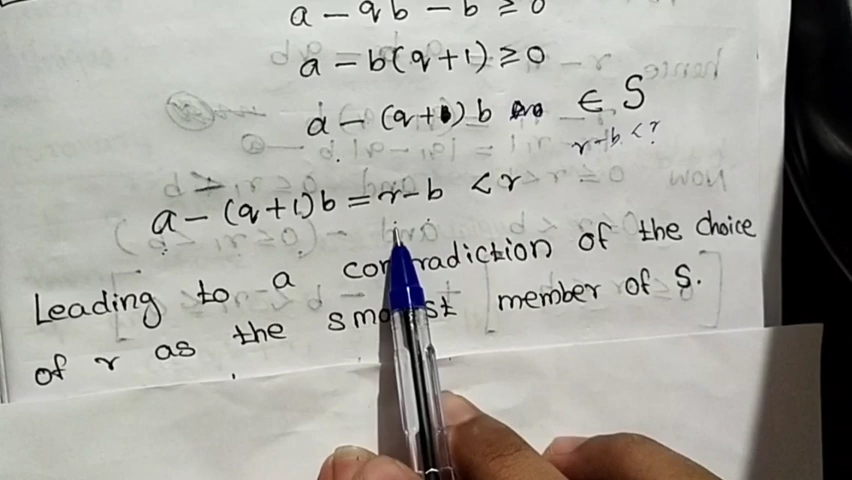 a - qb - b ≥ 0
a - b(q+1) ≥ 0
a - (q+1)b ∈ S
r-b < r
a - (q+1)b = r-b < r
Leading to a contradiction of the choice
of r as the smallest [member of S.]